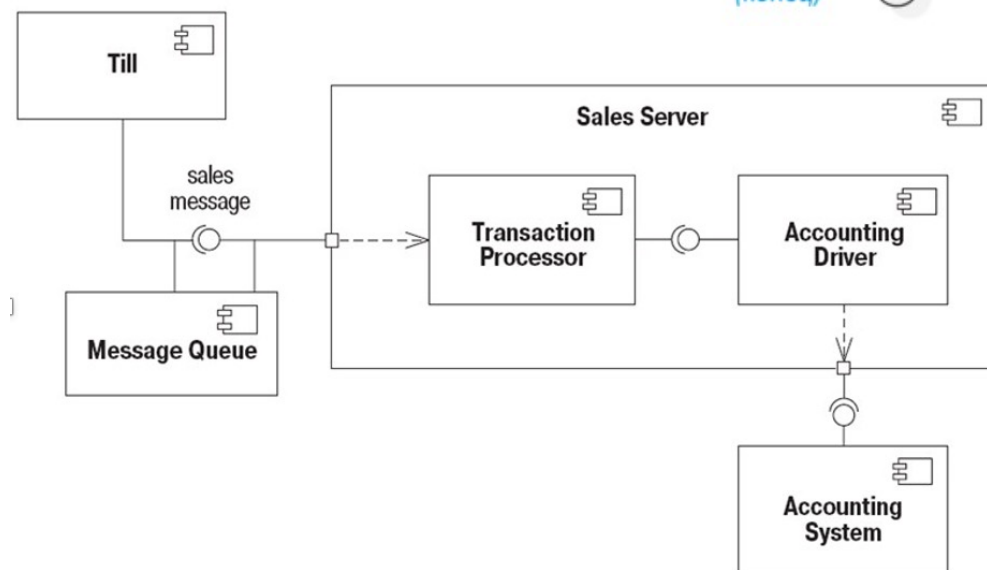 Till
Sales Server
sales
message
Transaction
Processor
Accounting
Driver
Message Queue
Accounting
System